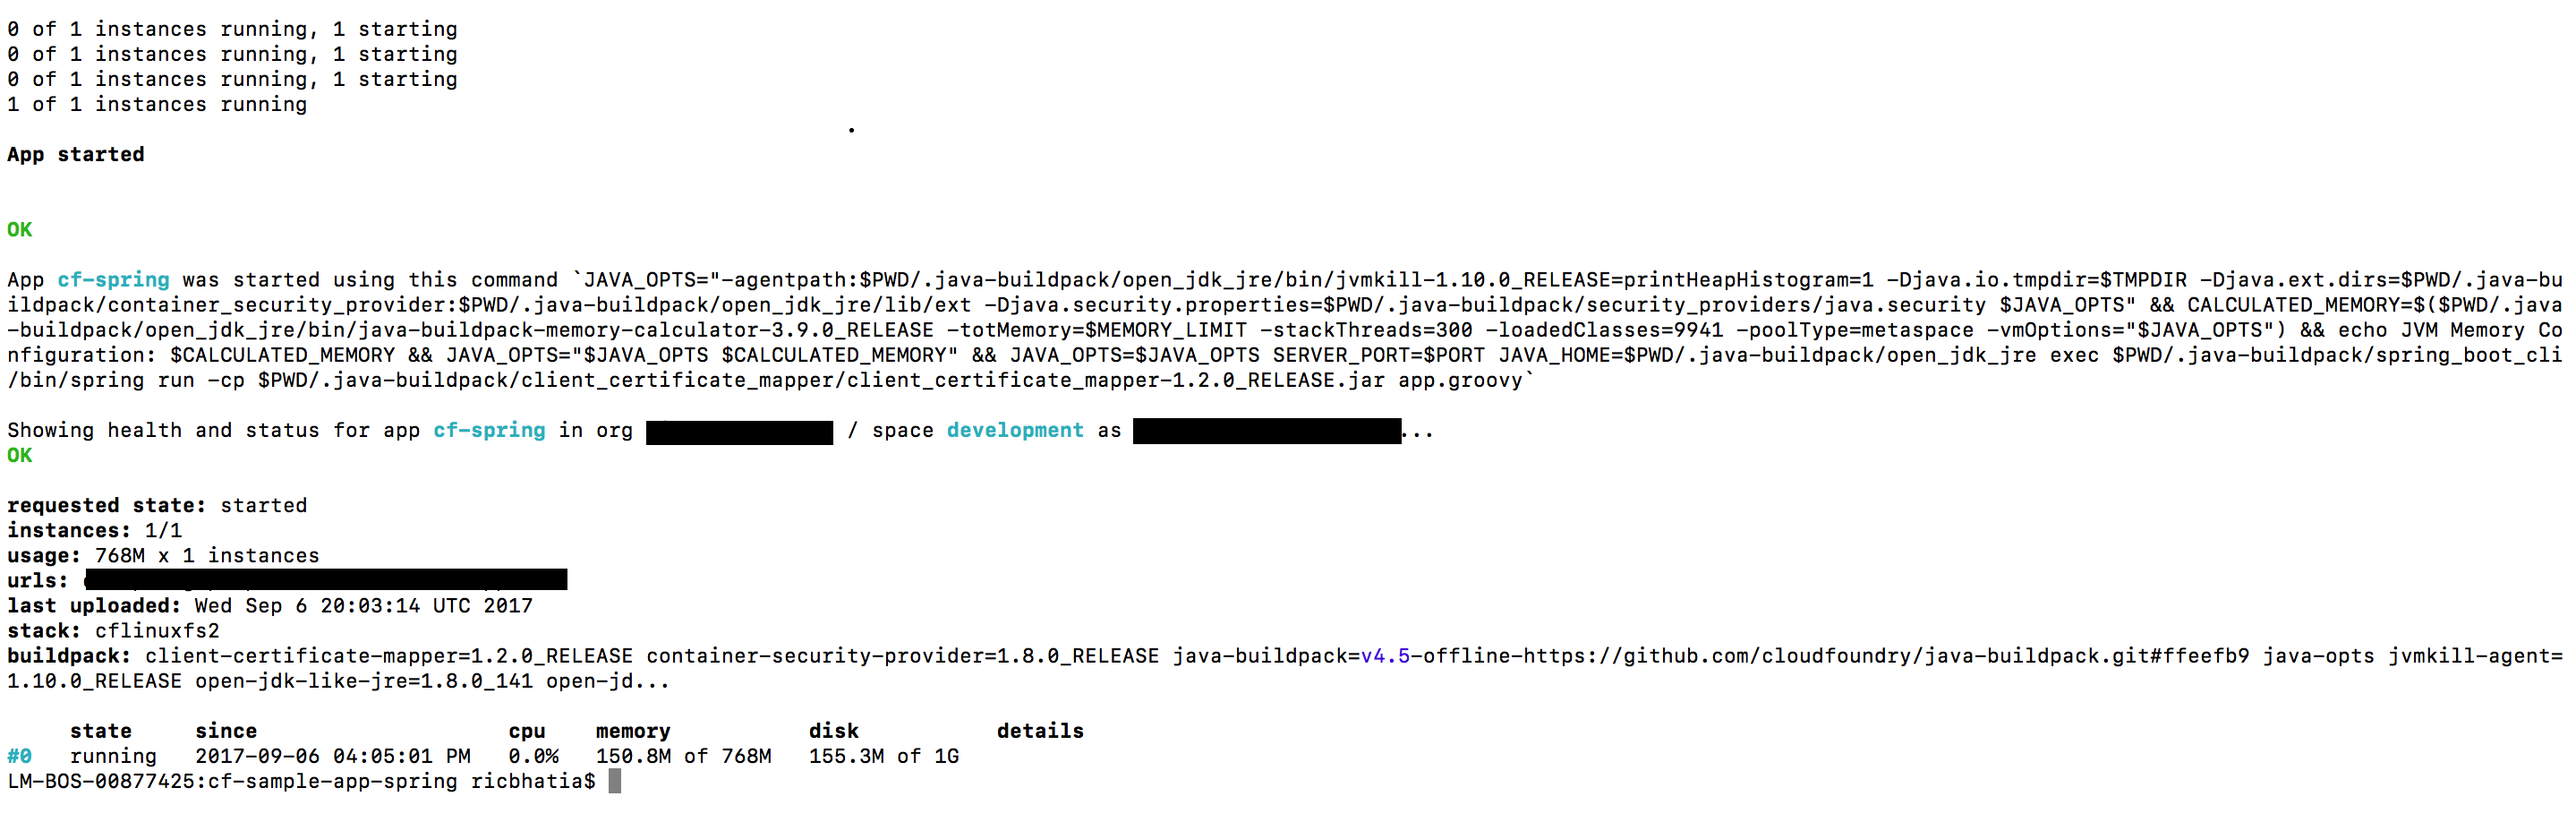 0 of 1 instances running, 1 starting
0 of 1 instances running, 1 starting
0 of 1 instances running, 1 starting
1 of 1 instances running
App started
OK
App cf-spring was started using this command `JAVA_OPTS="-agentpath:$PWD/.java-buildpack/open_jdk_jre/bin/jvmkill-1.10.0_RELEASE=printHeapHistogram=1 -Djava.io.tmpdir=$TMPDIR -Djava.ext.dirs=$PWD/.java-bu
ildpack/container_security_provider:$PWD/.java-buildpack/open_jdk_jre/lib/ext -Djava.security.properties=$PWD/.java-buildpack/security_providers/java.security $JAVA_OPTS" && CALCULATED_MEMORY=$($PWD/.java
-buildpack/open_jdk_jre/bin/java-buildpack-memory-calculator-3.9.0_RELEASE -totMemory=$MEMORY_LIMIT -stackThreads=300 -loadedClasses=9941 -poolType=metaspace -vmOptions="$JAVA_OPTS") && echo JVM Memory Co
nfiguration: $CALCULATED_MEMORY && JAVA_OPTS="$JAVA_OPTS $CALCULATED_MEMORY" && JAVA_OPTS=$JAVA_OPTS SERVER_PORT=$PORT JAVA_HOME=$PWD/.java-buildpack/open_jdk_jre exec $PWD/.java-buildpack/spring_boot_cli
/bin/spring run -cp $PWD/.java-buildpack/client_certificate_mapper/client_certificate_mapper-1.2.0_RELEASE.jar app.groovy`
Showing health and status for app cf-spring in org / space development as ...
OK
requested state: started
instances: 1/1
usage: 768M x 1 instances
urls:
last uploaded: Wed Sep 6 20:03:14 UTC 2017
stack: cflinuxfs2
buildpack: client-certificate-mapper=1.2.0_RELEASE container-security-provider=1.8.0_RELEASE java-buildpack=v4.5-offline-https://github.com/cloudfoundry/java-buildpack.git#ffeefb9 java-opts jvmkill-agent=
1.10.0_RELEASE open-jdk-like-jre=1.8.0_141 open-jd...
state since cpu memory disk details
#0 running 2017-09-06 04:05:01 PM 0.0% 150.8M of 768M 155.3M of 1G
LM-BOS-00877425:cf-sample-app-spring ricbhatia$